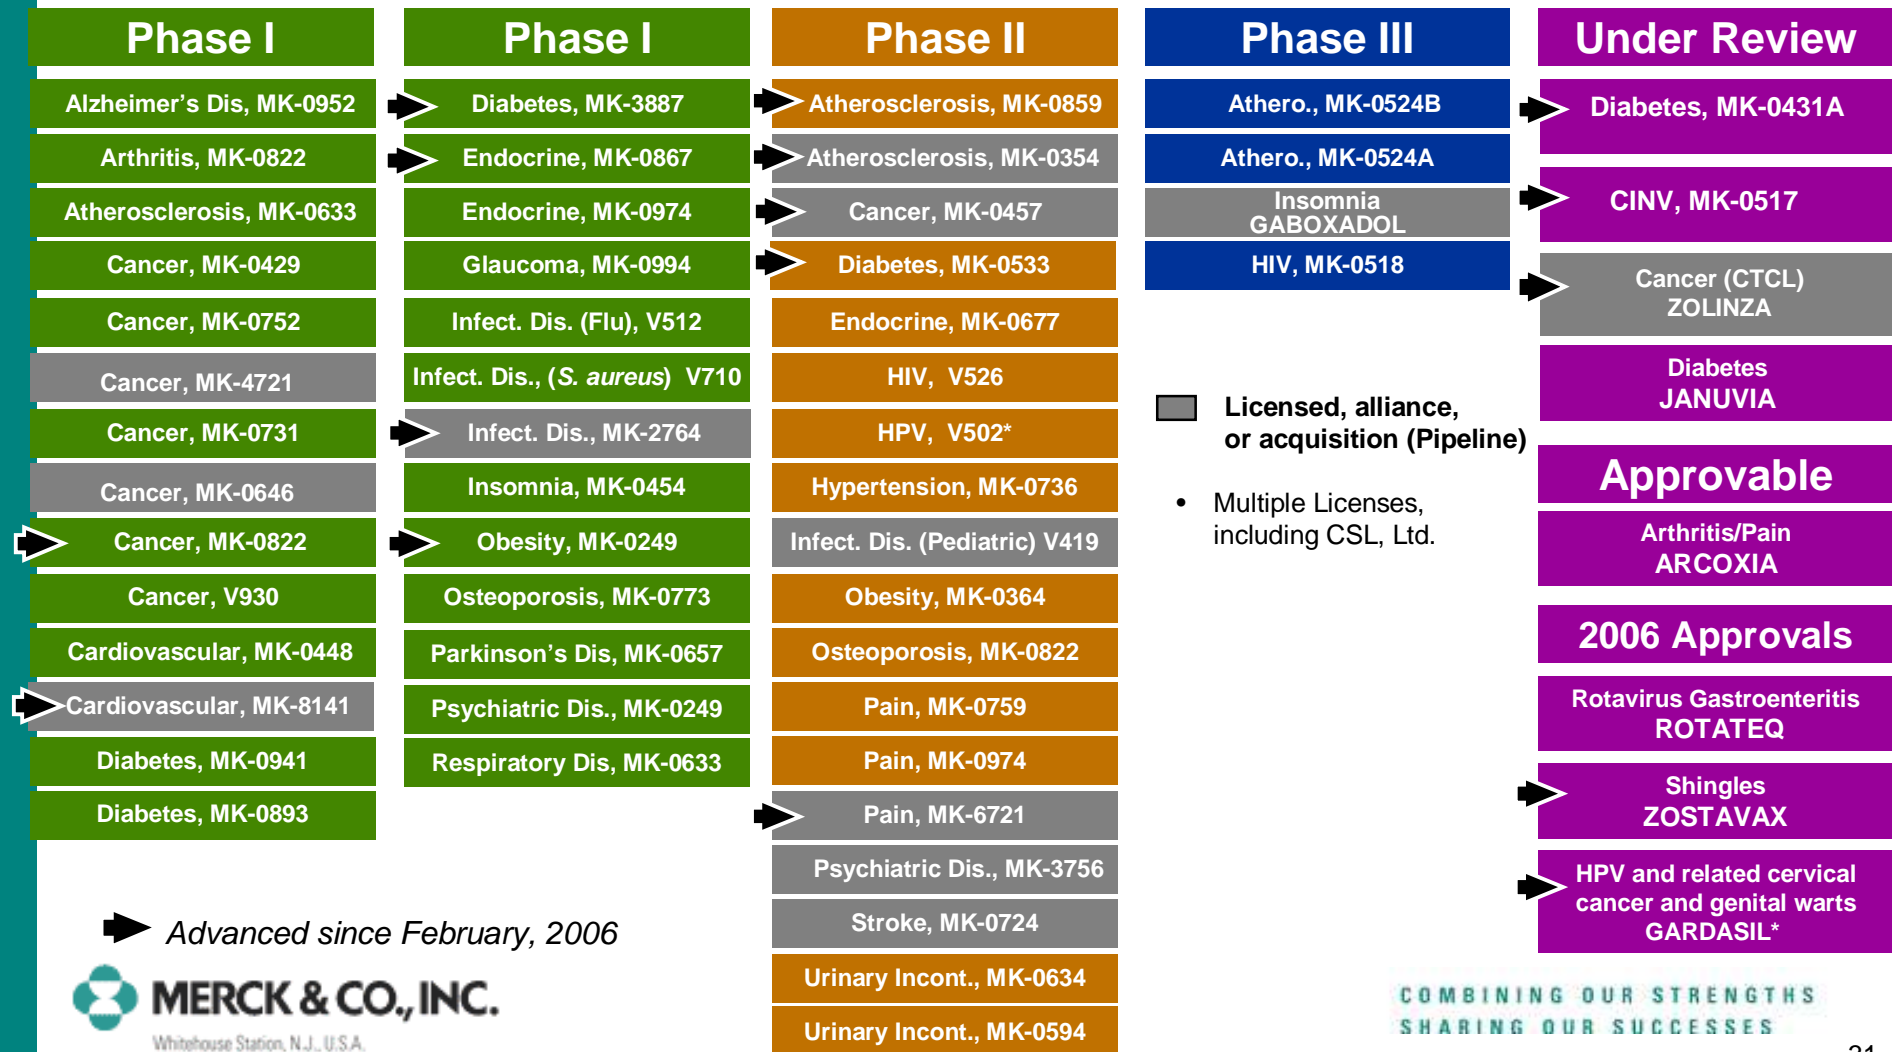 Phase I
Alzheimer's Dis, MK-0952
Arthritis, MK-0822
Atherosclerosis, MK-0633
Cancer, MK-0429
Cancer, MK-0752
Cancer, MK-4721
Cancer, MK-0731
Cancer, MK-0646
Cancer, MK-0822
Cancer, V930
Cardiovascular, MK-0448
Cardiovascular, MK-8141
Diabetes, MK-0941
Diabetes, MK-0893
Phase I
Diabetes, MK-3887
Endocrine, MK-0867
Endocrine, MK-0974
Glaucoma, MK-0994
Infect. Dis. (Flu), V512
Infect. Dis., (S. aureus) V710
Infect. Dis., MK-2764
Insomnia, MK-0454
Obesity, MK-0249
Osteoporosis, MK-0773
Parkinson's Dis, MK-0657
Psychiatric Dis., MK-0249
Respiratory Dis, MK-0633
Phase II
Atherosclerosis, MK-0859
Atherosclerosis, MK-0354
Cancer, MK-0457
Diabetes, MK-0533
Endocrine, MK-0677
HIV, V526
HPV, V502*
Hypertension, MK-0736
Infect. Dis. (Pediatric) V419
Obesity, MK-0364
Osteoporosis, MK-0822
Pain, MK-0759
Pain, MK-0974
Pain, MK-6721
Psychiatric Dis., MK-3756
Stroke, MK-0724
Urinary Incont., MK-0634
Urinary Incont., MK-0594
Phase III
Athero., MK-0524B
Athero., MK-0524A
Insomnia
GABOXADOL
HIV, MK-0518
Licensed, alliance,
or acquisition (Pipeline)
• Multiple Licenses,
including CSL, Ltd.
Under Review
Diabetes, MK-0431A
CINV, MK-0517
Cancer (CTCL)
ZOLINZA
Diabetes
JANUVIA
Approvable
Arthritis/Pain
ARCOXIA
2006 Approvals
Rotavirus Gastroenteritis
ROTATEQ
Shingles
ZOSTAVAX
HPV and related cervical
cancer and genital warts
GARDASIL*
Advanced since February, 2006
MERCK & CO., INC.
Whitehouse Station, N.J., U.S.A.
COMBINING OUR STRENGTHS
SHARING OUR SUCCESSES